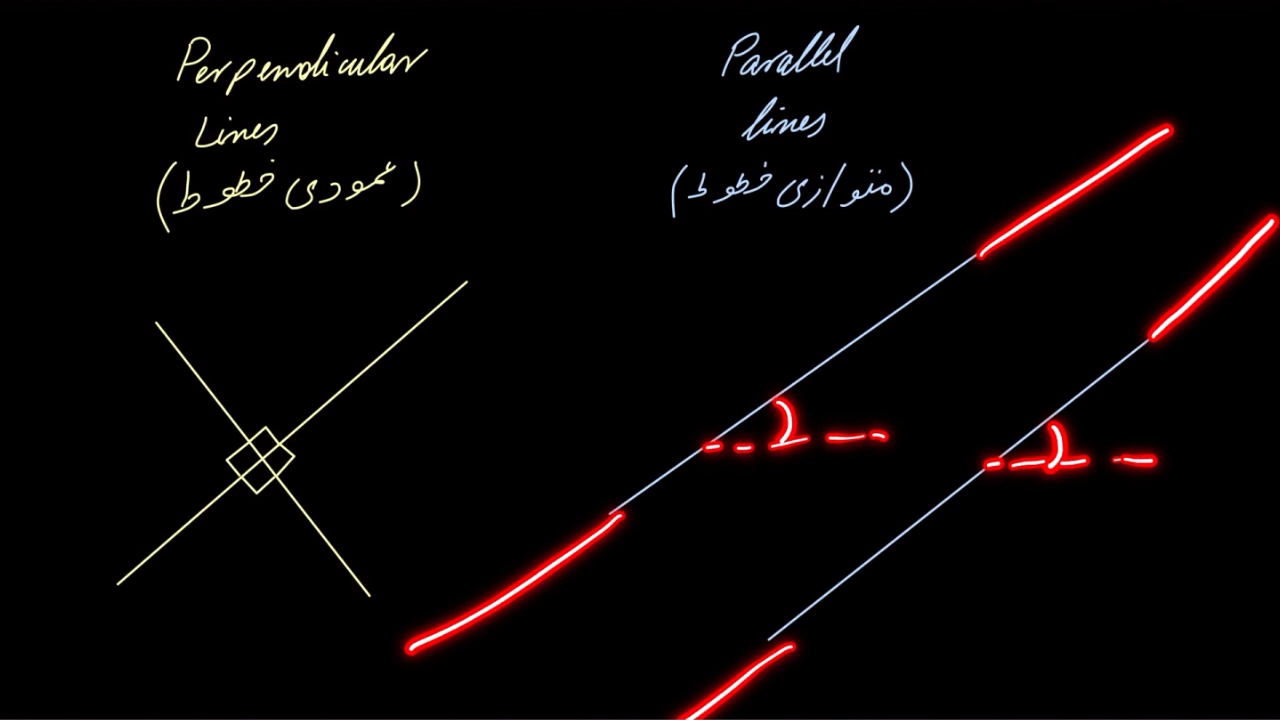 Perpendicular
Lines
(عمودی خطوط)
Parallel
lines
(متوازی خطوط)